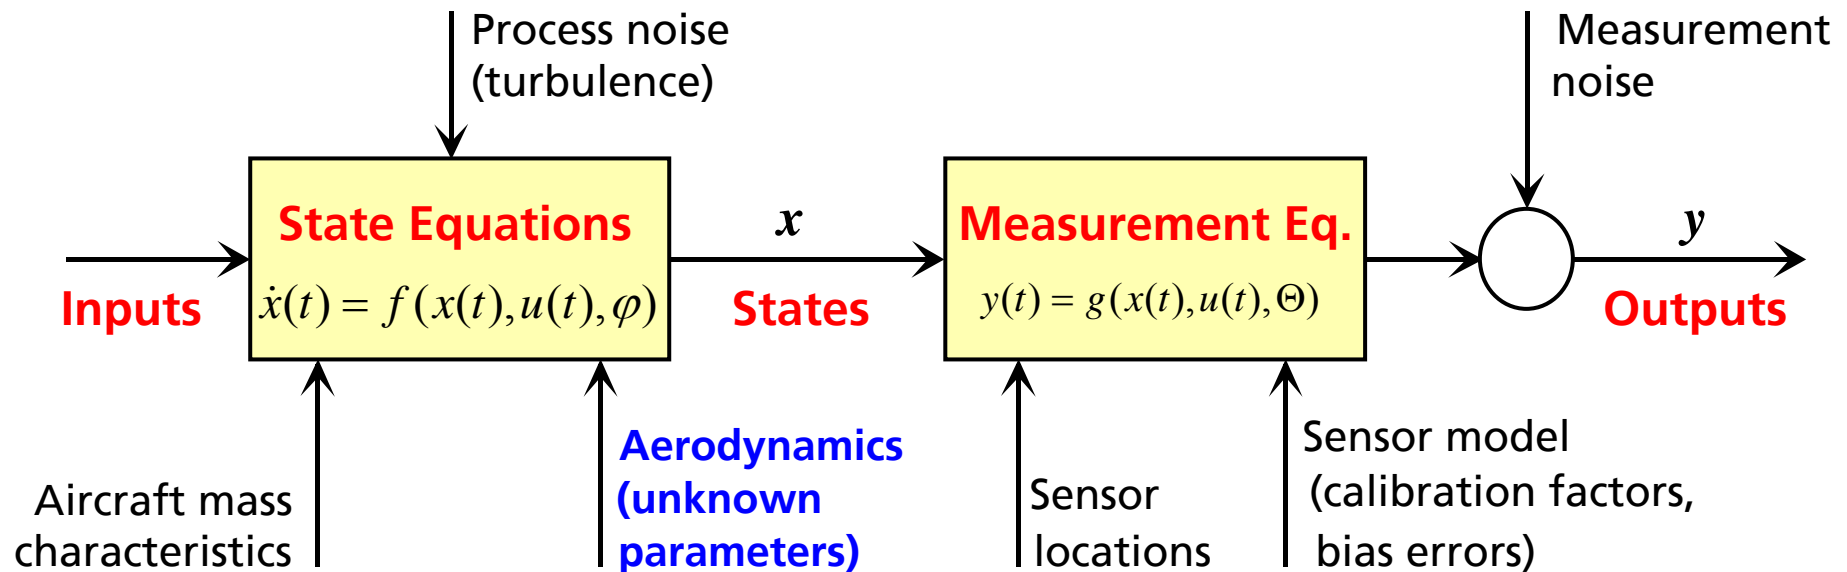 Process noise
(turbulence)
Measurement
noise
State Equations
ẋ(t) = f(x(t),u(t),φ)
x
Measurement Eq.
y(t) = g(x(t),u(t),Θ)
y
Inputs
States
Outputs
Aircraft mass
characteristics
Aerodynamics
(unknown
parameters)
Sensor
locations
Sensor model
(calibration factors,
bias errors)